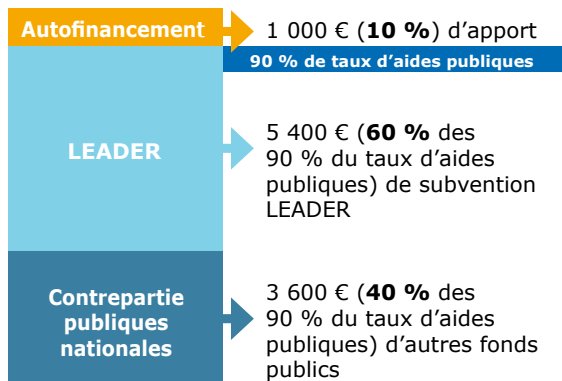 Autofinancement
1 000 € (10 %) d’apport
90 % de taux d’aides publiques
LEADER
5 400 € (60 % des
90 % du taux d’aides
publiques) de subvention
LEADER
Contrepartie
publiques
nationales
3 600 € (40 % des
90 % du taux d’aides
publiques) d’autres fonds
publics